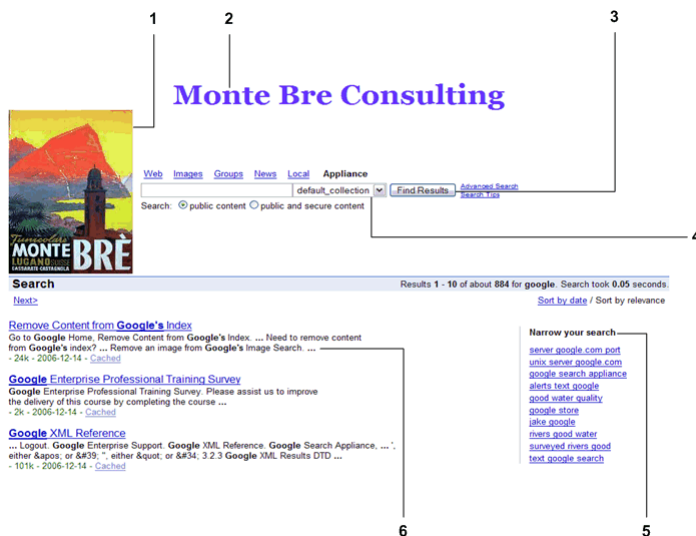 1 2 3
Monte Bre Consulting
Web Images Groups News Local Appliance
default_collection Find Results Advanced Search
Search Tips
Search: public content public and secure content
4
Funicolare
MONTE BRÈ
LUGANO SUISSE
CASSARATE CASTAGNOLA
Search Results 1 - 10 of about 884 for google. Search took 0.05 seconds.
Next> Sort by date / Sort by relevance
Remove Content from Google's Index
Go to Google Home, Remove Content from Google's Index. ... Need to remove content
from Google's index? ... Remove an image from Google's Image Search. ...
- 24k - 2006-12-14 - Cached
Google Enterprise Professional Training Survey
Google Enterprise Professional Training Survey. Please assist us to improve
the delivery of this course by completing the course ...
- 2k - 2006-12-14 - Cached
Google XML Reference
... Logout. Google Enterprise Support. Google XML Reference. Google Search Appliance, ... ',
either &apos; or &#39; ", either &quot; or &#34; 3.2.3 Google XML Results DTD ...
- 101k - 2006-12-14 - Cached
Narrow your search
server google.com port
unix server google.com
google search appliance
alerts text google
good water quality
google store
jake google
rivers good water
surveyed rivers good
text google search
6 5